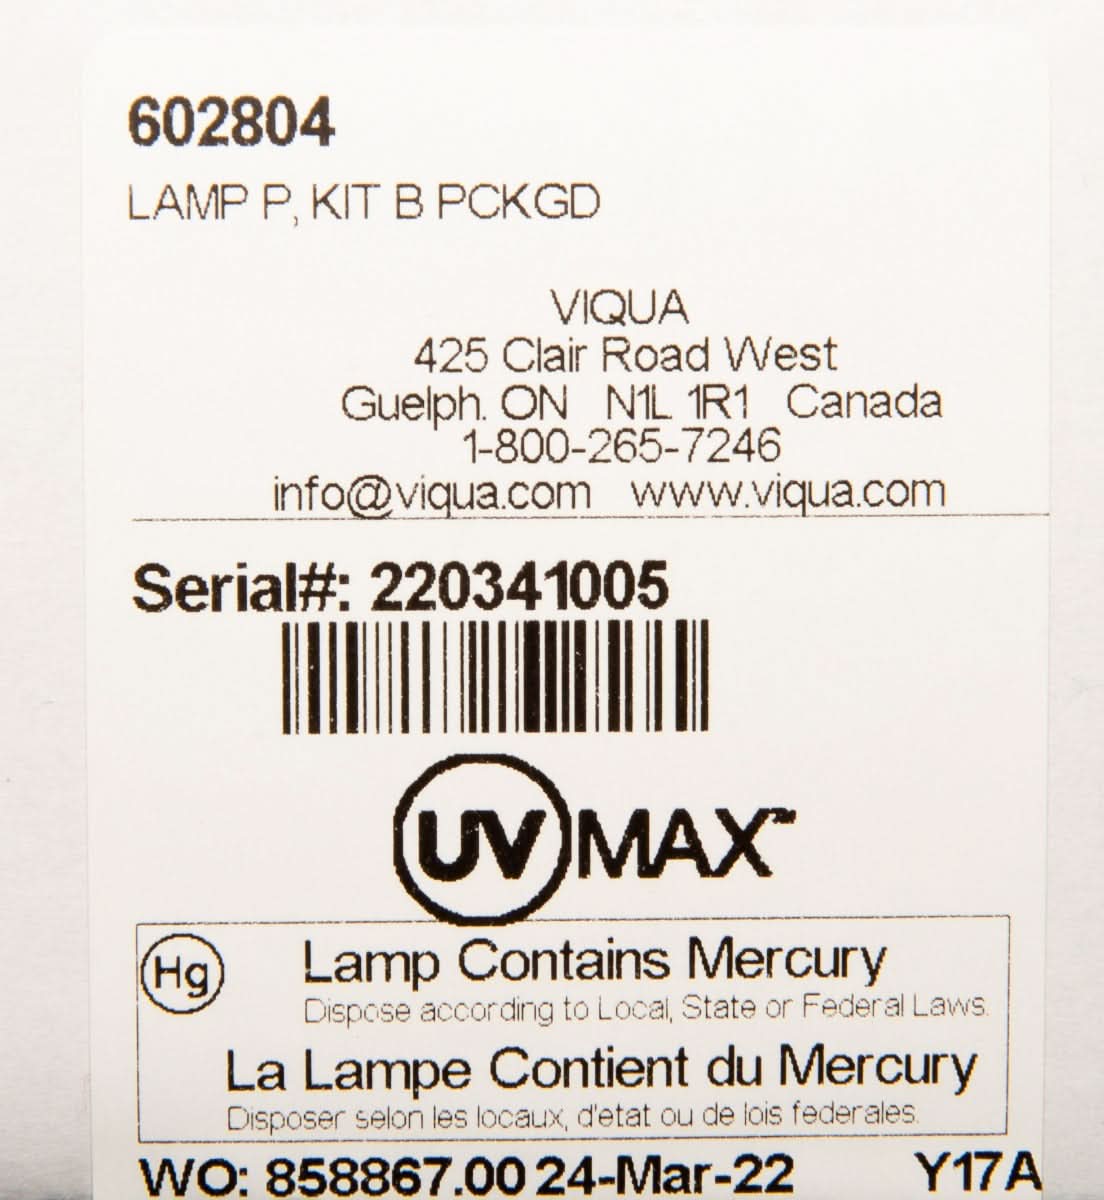 602804
LAMP P, KIT B PCKGD
VIQUA
425 Clair Road West
Guelph. ON N1L 1R1 Canada
1-800-265-7246
info@viqua.com www.viqua.com
Serial#: 220341005
UV MAX™
Hg
Lamp Contains Mercury
Dispose according to Local, State or Federal Laws.
La Lampe Contient du Mercury
Disposer selon les locaux, d'etat ou de lois federales.
WO: 858867.00 24-Mar-22 Y17A